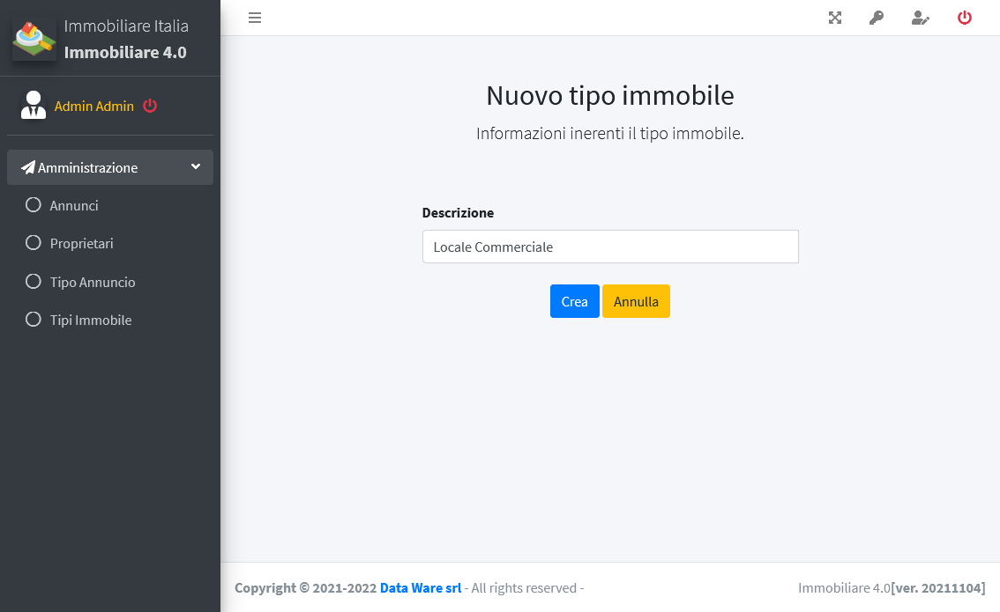 Immobiliare Italia
Immobiliare 4.0
Admin Admin
Amministrazione
Annunci
Proprietari
Tipo Annuncio
Tipi Immobile
Nuovo tipo immobile
Informazioni inerenti il tipo immobile.
Descrizione
Locale Commerciale
Crea Annulla
Copyright © 2021-2022 Data Ware srl - All rights reserved - Immobiliare 4.0[ver. 20211104]